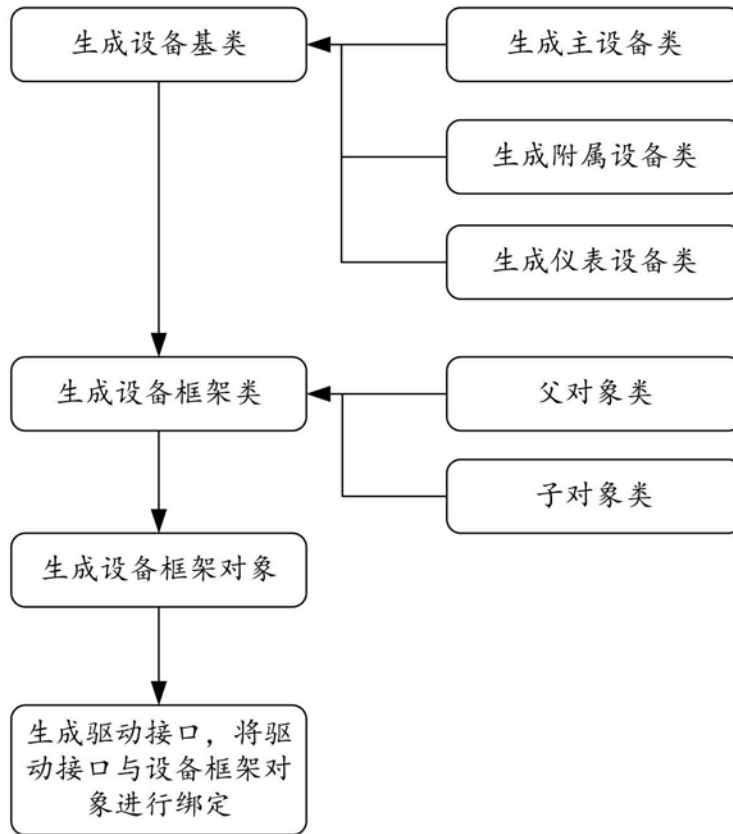 生成设备基类
生成主设备类
生成附属设备类
生成仪表设备类
生成设备框架类
父对象类
子对象类
生成设备框架对象
生成驱动接口，将驱
动接口与设备框架对
象进行绑定